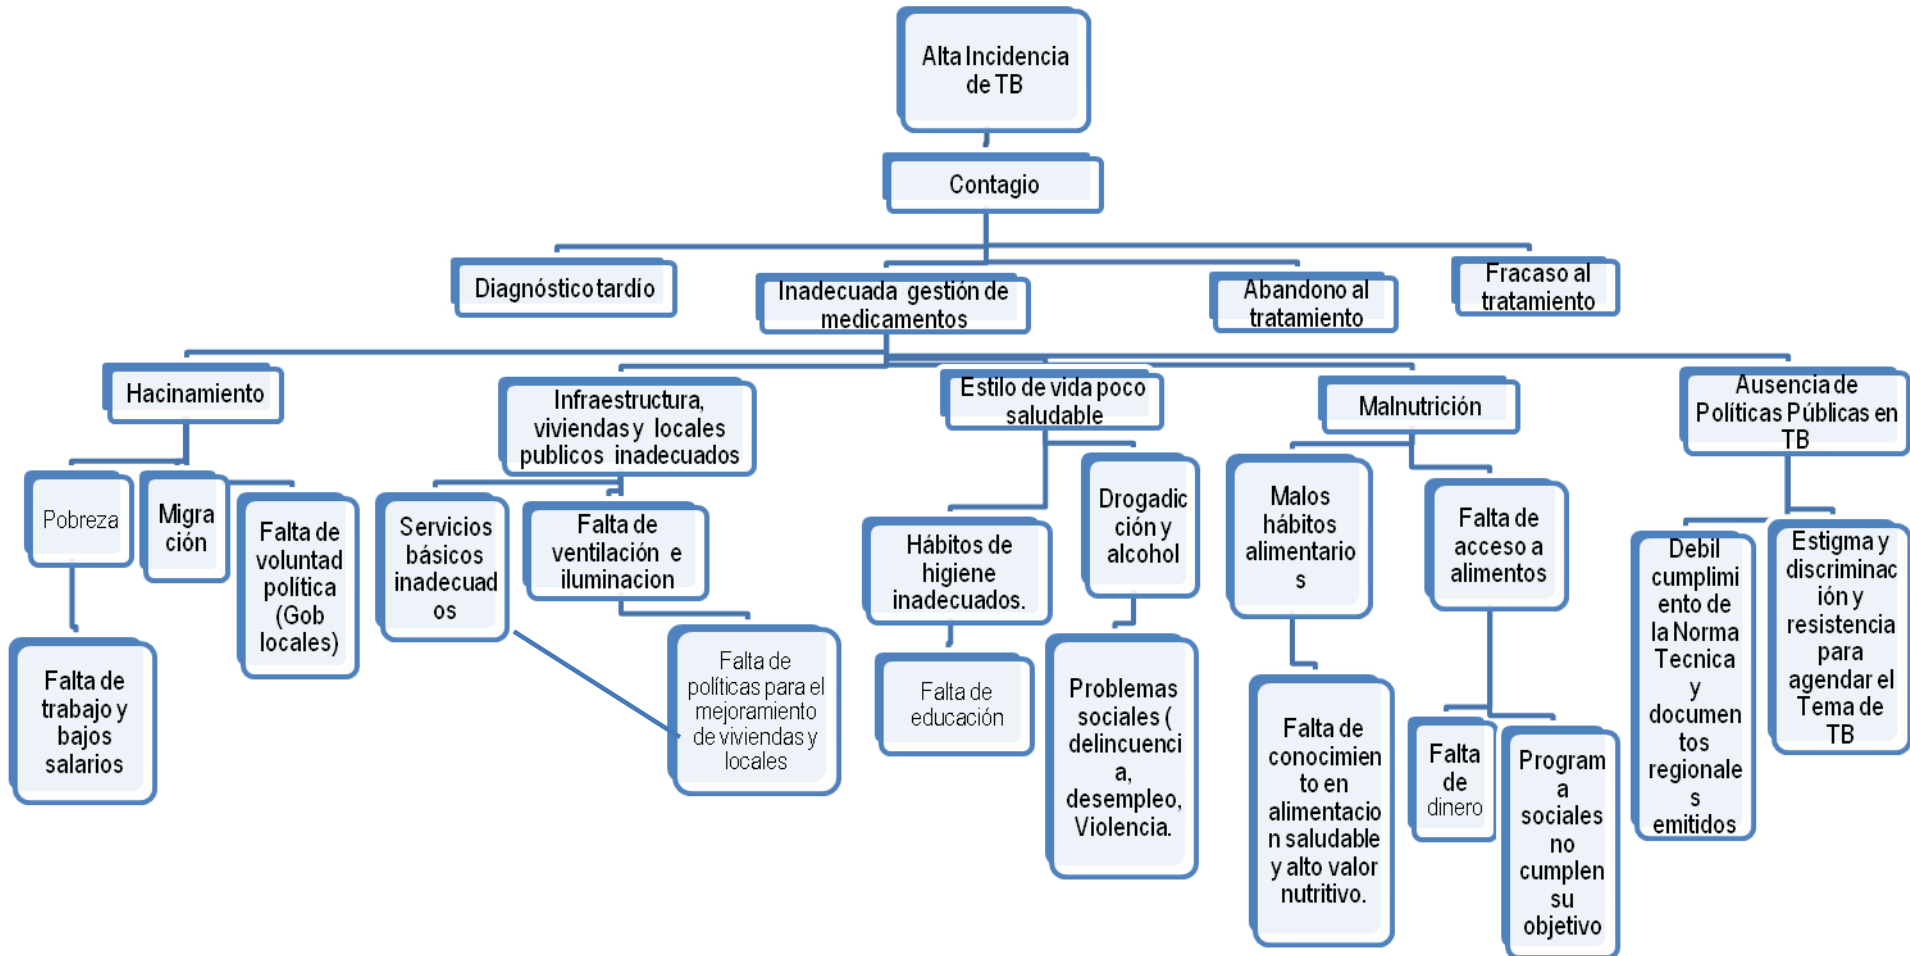 Alta Incidencia
de TB
Contagio
Diagnóstico tardío
Inadecuada gestión de
medicamentos
Abandono al
tratamiento
Fracaso al
tratamiento
Hacinamiento
Infraestructura,
viviendas y locales
publicos inadecuados
Estilo de vida poco
saludable
Malnutrición
Ausencia de
Políticas Públicas en
TB
Pobreza
Migra
ción
Falta de
voluntad
política
(Gob
locales)
Falta de
trabajo y
bajos
salarios
Servicios
básicos
inadecuad
os
Falta de
ventilación e
iluminacion
Falta de
políticas para el
mejoramiento
de viviendas y
locales
Hábitos de
higiene
inadecuados.
Drogadic
ción y
alcohol
Falta de
educación
Problemas
sociales (
delincuenci
a,
desempleo,
Violencia.
Malos
hábitos
alimentario
s
Falta de
acceso a
alimentos
Falta de
conocimien
to en
alimentacio
n saludable
y alto valor
nutritivo.
Falta
de
dinero
Program
a
sociales
no
cumplen
su
objetivo
Debil
cumplimi
ento de
la Norma
Tecnica
y
documen
tos
regionale
s
emitidos
Estigma y
discriminac
ión y
resistencia
para
agendar el
Tema de
TB